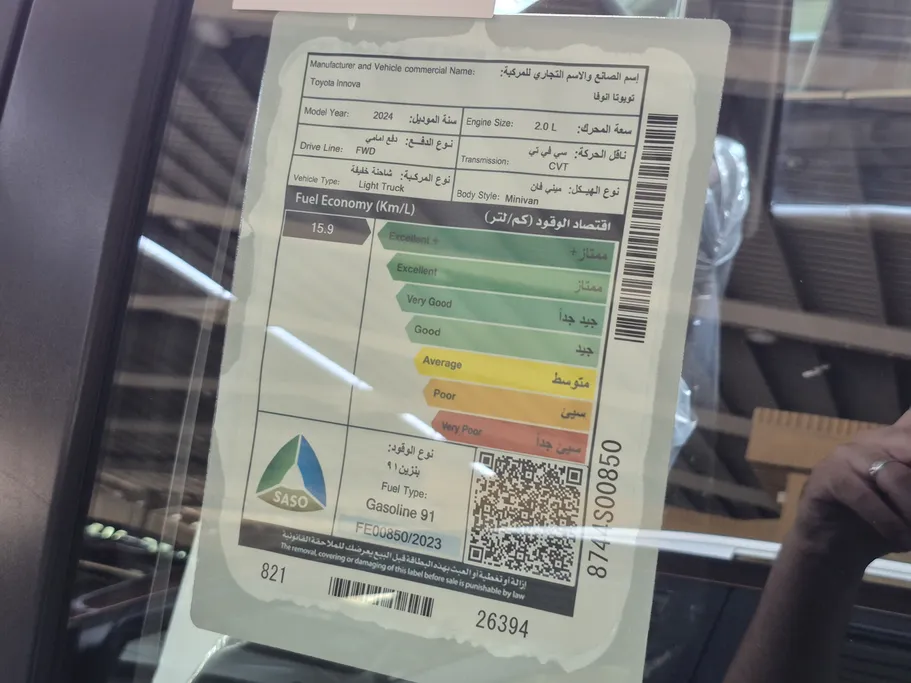 Manufacturer and Vehicle commercial Name:
إسم الصانع والاسم التجاري للمركبة:
Toyota Innova
تويوتا انوفا
Model Year: 2024 سنة الموديل:
Engine Size: 2.0 L سعة المحرك:
Drive Line: FWD دفع امامي نوع الدفع:
Transmission: CVT سي في تي ناقل الحركة:
Vehicle Type: Light Truck شاحنة خفيفة نوع المركبة:
Body Style: Minivan ميني فان نوع الهيكل:
Fuel Economy (Km/L) اقتصاد الوقود (كم/لتر)
15.9
Excellent + ممتاز+
Excellent ممتاز
Very Good جيد جداً
Good جيد
Average متوسط
Poor سيئ
Very Poor سيئ جداً
SASO
نوع الوقود:
بنزين٩١
Fuel Type:
Gasoline 91
FE00850/2023
إزالة أو تغطية أو العبث بهذه البطاقة قبل البيع يعرضك للملاحقة القانونية
The removal, covering or damaging of this label before sale is punishable by law
821
26394
8744S00850